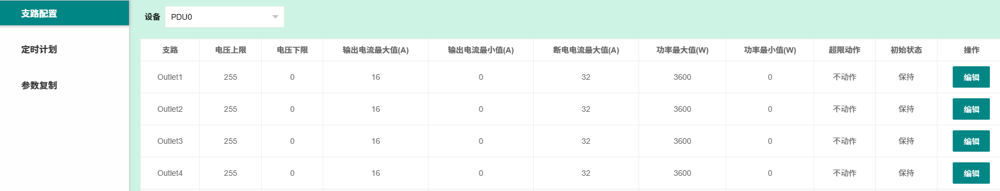 支路配置
定时计划
参数复制
设备 PDU0
支路 电压上限 电压下限 输出电流最大值(A) 输出电流最小值(A) 断电电流最大值(A) 功率最大值(W) 功率最小值(W) 超限动作 初始状态 操作
Outlet1 255 0 16 0 32 3600 0 不动作 保持 编辑
Outlet2 255 0 16 0 32 3600 0 不动作 保持 编辑
Outlet3 255 0 16 0 32 3600 0 不动作 保持 编辑
Outlet4 255 0 16 0 32 3600 0 不动作 保持 编辑